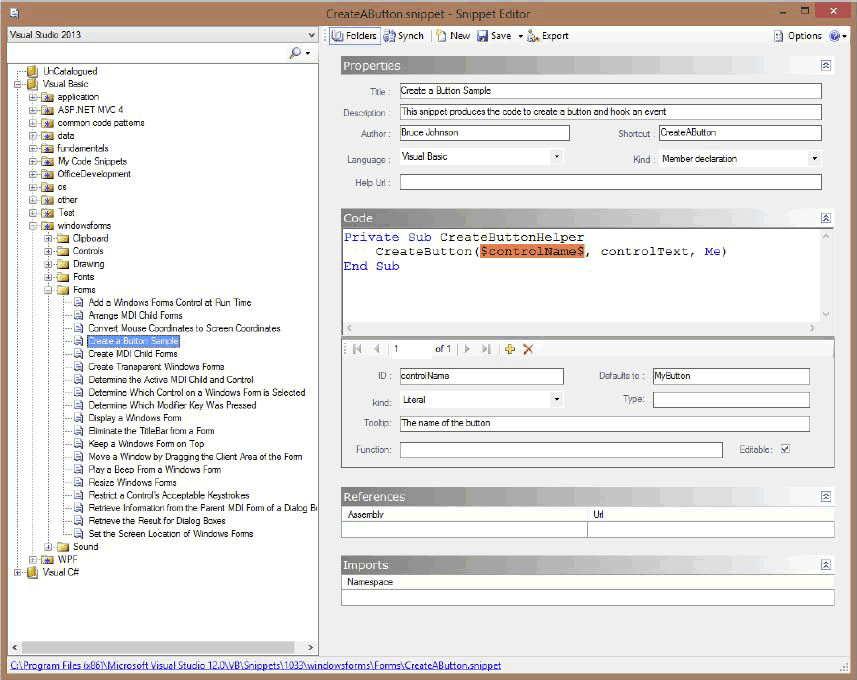 CreateAButton.snippet - Snippet Editor
Visual Studio 2013
Folders Synch New Save Export Options
UnCatalogued
Visual Basic
application
ASP.NET MVC 4
common code patterns
data
fundamentals
My Code Snippets
OfficeDevelopment
os
other
Test
windowsforms
Clipboard
Controls
Drawing
Fonts
Forms
Add a Windows Forms Control at Run Time
Arrange MDI Child Forms
Convert Mouse Coordinates to Screen Coordinates
Create a Button Sample
Create MDI Child Forms
Create Transparent Windows Forms
Determine the Active MDI Child and Control
Determine Which Control on a Windows Form is Selected
Determine Which Modifier Key Was Pressed
Display a Windows Form
Eliminate the TitleBar from a Form
Keep a Windows Form on Top
Move a Window by Dragging the Client Area of the Form
Play a Beep From a Windows Form
Resize Windows Forms
Restrict a Control's Acceptable Keystrokes
Retrieve Information from the Parent MDI Form of a Dialog Bo
Retrieve the Result for Dialog Boxes
Set the Screen Location of Windows Forms
Sound
WPF
Visual C#
Properties
Title : Create a Button Sample
Description : This snippet produces the code to create a button and hook an event
Author : Bruce Johnson Shortcut : CreateAButton
Language : Visual Basic Kind : Member declaration
Help Url :
Code
Private Sub CreateButtonHelper
CreateButton($controlName$, controlText, Me)
End Sub
1 of 1
ID : controlName Defaults to : MyButton
kind: Literal Type:
Tooltip: The name of the button
Function: Editable:
References
Assembly Url
Imports
Namespace
C:\Program Files (x86)\Microsoft Visual Studio 12.0\VB\Snippets\1033\windowsforms\Forms\CreateAButton.snippet